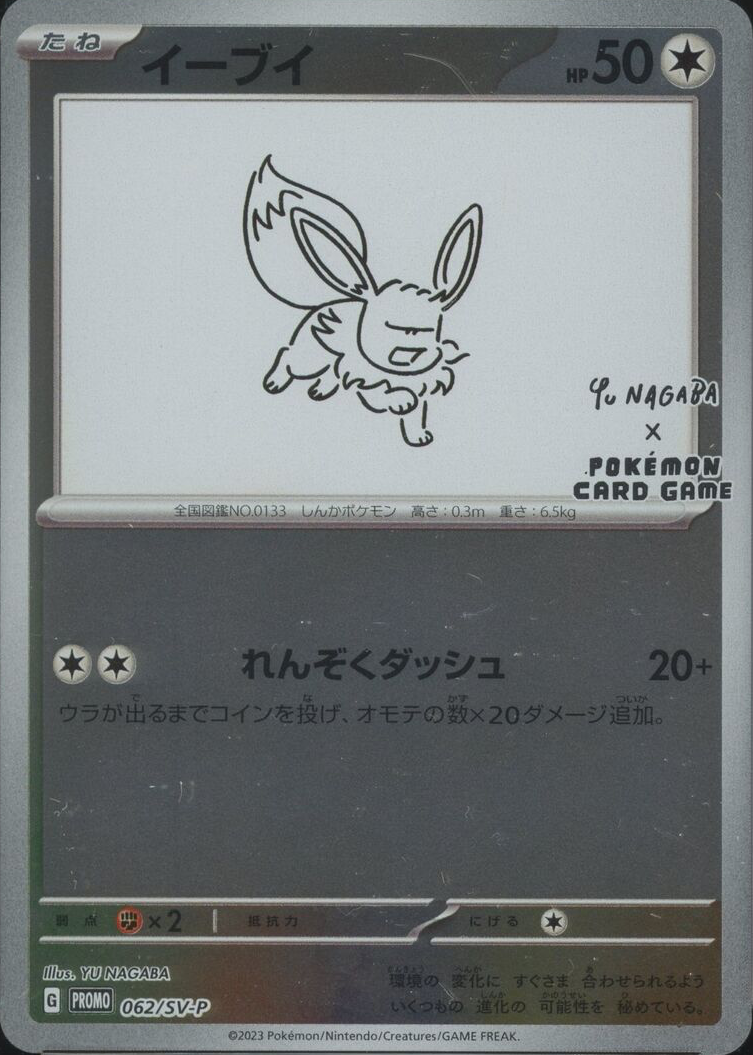 たね イーブイ HP50
Yu NAGABA
×
POKÉMON
CARD GAME
全国図鑑NO.0133 しんかポケモン 高さ:0.3m 重さ:6.5kg
れんぞくダッシュ 20+
ウラが出るまでコインを投げ、オモテの数×20ダメージ追加。
弱点 ×2 抵抗力 にげる
Illus. YU NAGABA
環境の変化にすぐさま合わせられるよう
いくつもの進化の可能性を秘めている。
G PROMO 062/SV-P
©2023 Pokémon/Nintendo/Creatures/GAME FREAK.